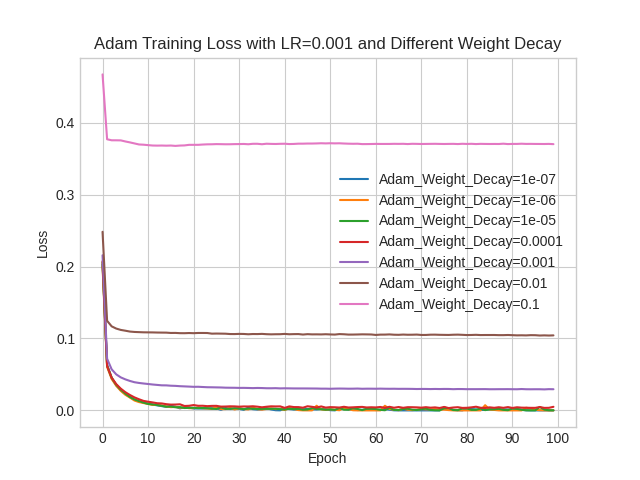 Adam Training Loss with LR=0.001 and Different Weight Decay
Loss
0.4
0.3
0.2
0.1
0.0
Adam_Weight_Decay=1e-07
Adam_Weight_Decay=1e-06
Adam_Weight_Decay=1e-05
Adam_Weight_Decay=0.0001
Adam_Weight_Decay=0.001
Adam_Weight_Decay=0.01
Adam_Weight_Decay=0.1
0 10 20 30 40 50 60 70 80 90 100
Epoch